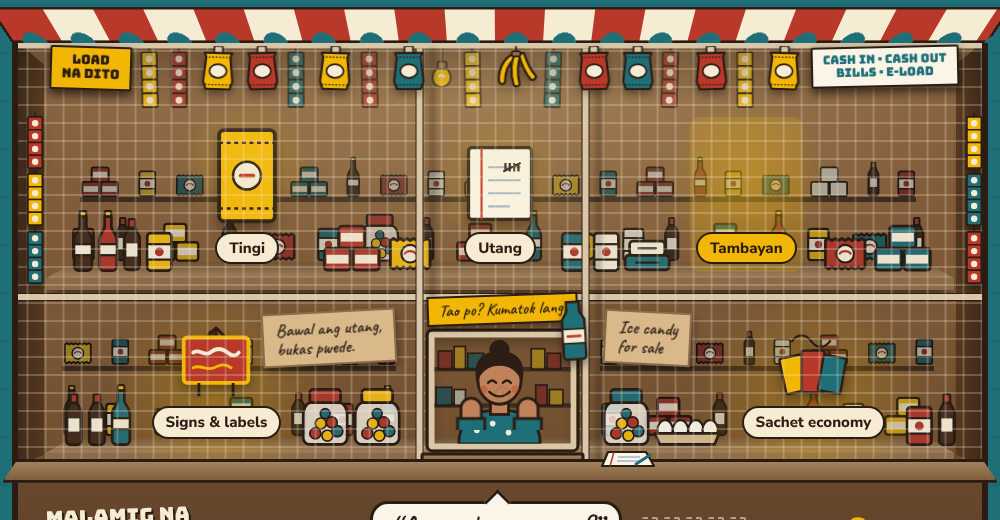 LOAD
NA DITO
CASH IN • CASH OUT
BILLS • E-LOAD
Tingi
Utang
Tambayan
Tao po? Kumatok lang.
Bawal ang utang,
bukas pwede.
Ice candy
for sale
Signs & labels
Sachet economy
MALAMIG NA